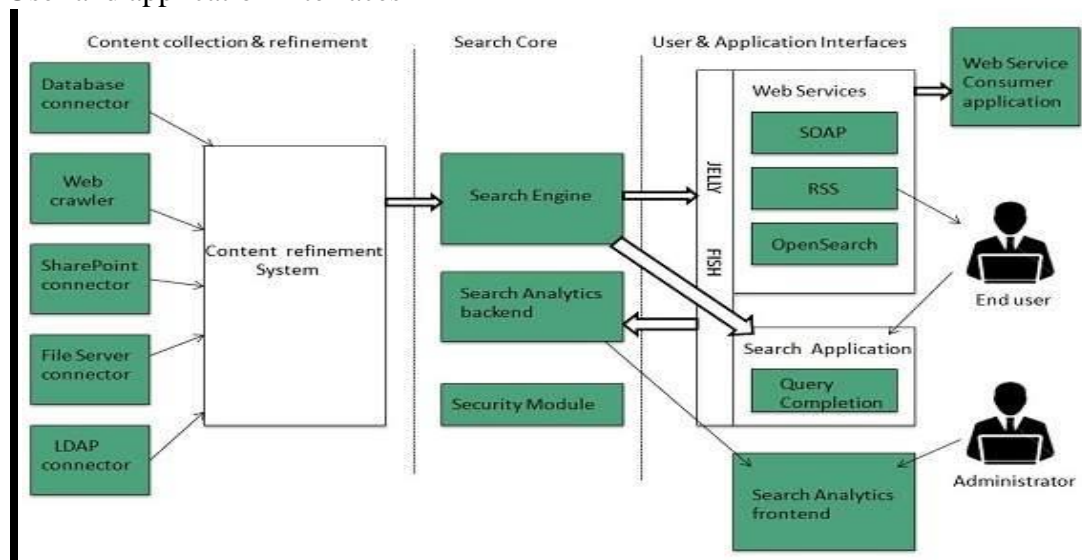 User and application interfaces
Content collection & refinement
Search Core
User & Application Interfaces
Database
connector
Web
crawler
SharePoint
connector
File Server
connector
LDAP
connector
Content refinement
System
Search Engine
Search Analytics
backend
Security Module
JELLY FISH
Web Services
SOAP
RSS
OpenSearch
Search Application
Query
Completion
Search Analytics
frontend
Web Service
Consumer
application
End user
Administrator